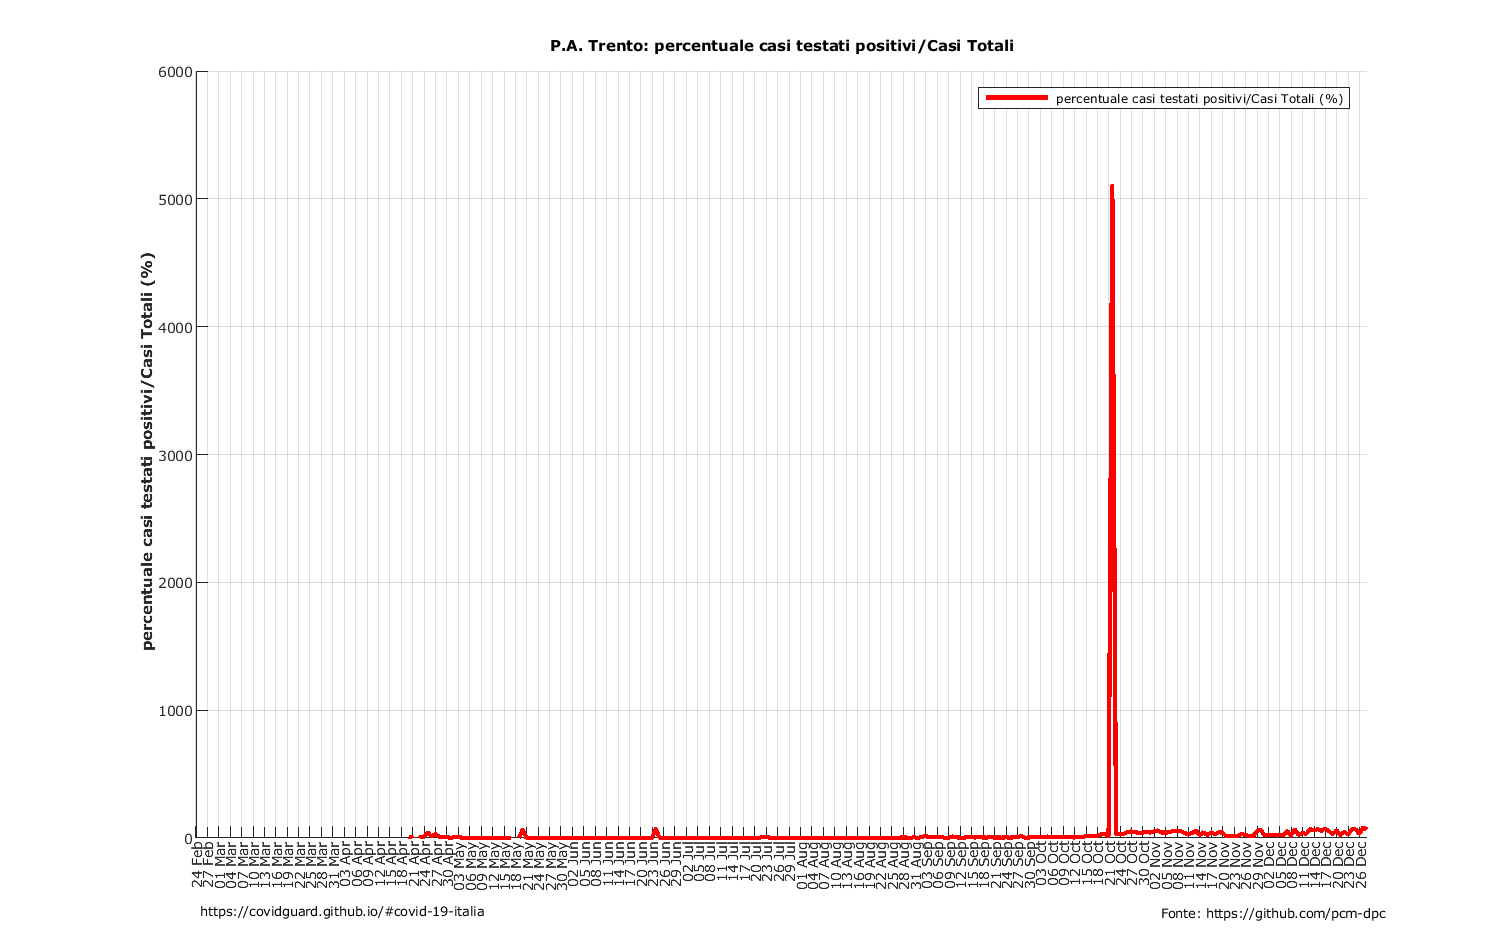 P.A. Trento: percentuale casi testati positivi/Casi Totali
percentuale casi testati positivi/Casi Totali (%)
percentuale casi testati positivi/Casi Totali (%)
6000
5000
4000
3000
2000
1000
0
24 Feb
27 Feb
01 Mar
04 Mar
07 Mar
10 Mar
13 Mar
16 Mar
19 Mar
22 Mar
25 Mar
28 Mar
31 Mar
03 Apr
06 Apr
09 Apr
12 Apr
15 Apr
18 Apr
21 Apr
24 Apr
27 Apr
30 Apr
03 May
06 May
09 May
12 May
15 May
18 May
21 May
24 May
27 May
30 May
02 Jun
05 Jun
08 Jun
11 Jun
14 Jun
17 Jun
20 Jun
23 Jun
26 Jun
29 Jun
02 Jul
05 Jul
08 Jul
11 Jul
14 Jul
17 Jul
20 Jul
23 Jul
26 Jul
29 Jul
01 Aug
04 Aug
07 Aug
10 Aug
13 Aug
16 Aug
19 Aug
22 Aug
25 Aug
28 Aug
31 Aug
03 Sep
06 Sep
09 Sep
12 Sep
15 Sep
18 Sep
21 Sep
24 Sep
27 Sep
30 Sep
03 Oct
06 Oct
09 Oct
12 Oct
15 Oct
18 Oct
21 Oct
24 Oct
27 Oct
30 Oct
02 Nov
05 Nov
08 Nov
11 Nov
14 Nov
17 Nov
20 Nov
23 Nov
26 Nov
29 Nov
02 Dec
05 Dec
08 Dec
11 Dec
14 Dec
17 Dec
20 Dec
23 Dec
26 Dec
https://covidguard.github.io/#covid-19-italia
Fonte: https://github.com/pcm-dpc